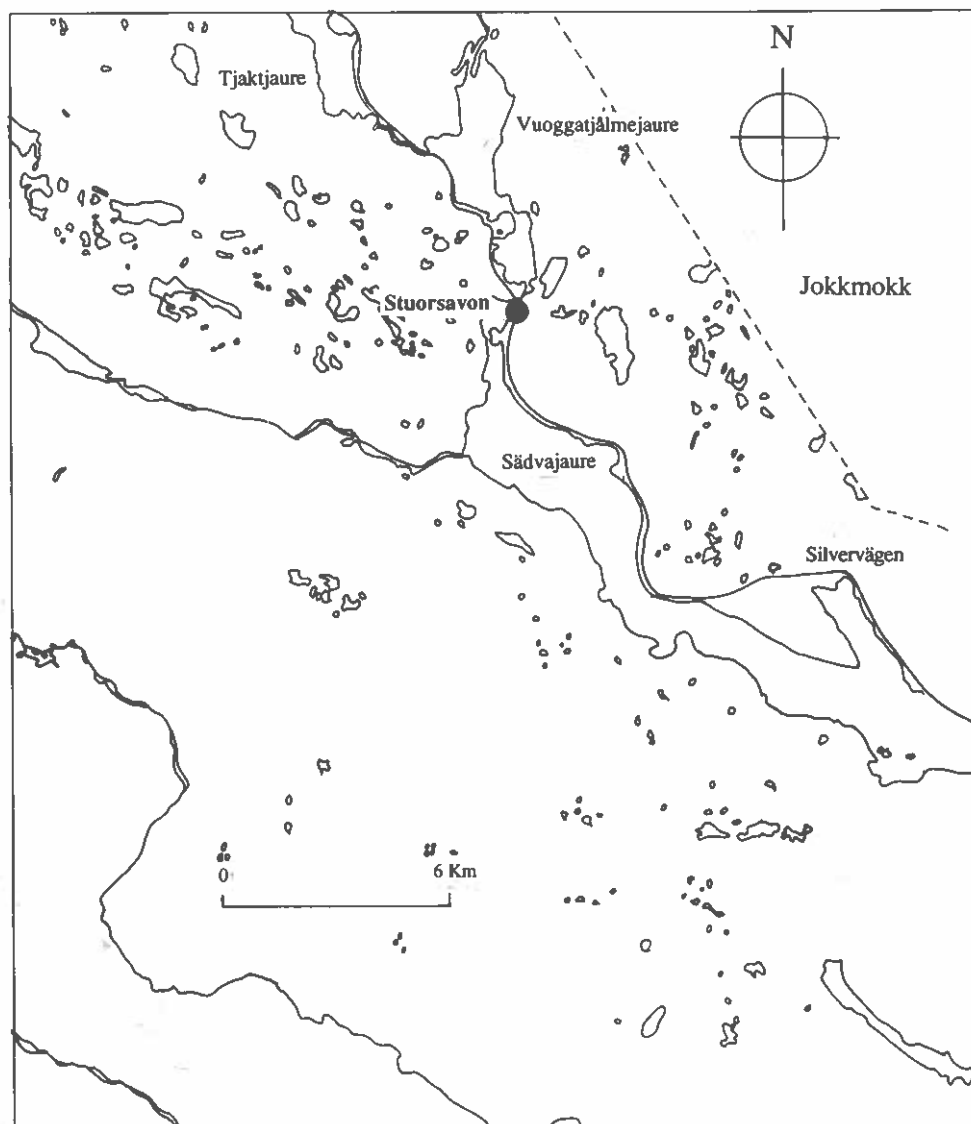 N
Tjaktjaure
Vuoggatjålmejaure
Jokkmokk
Stuorsavon
Sädvajaure
Silvervägen
0 6 Km